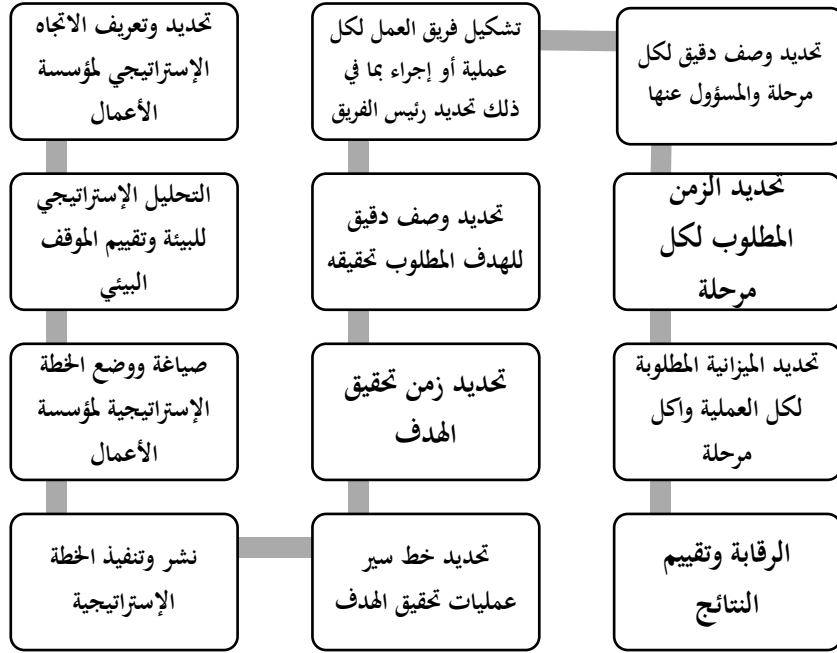 تحديد وتعريف الاتجاه
الإستراتيجي لمؤسسة
الأعمال
التحليل الإستراتيجي
للبيئة وتقييم الموقف
البيئي
صياغة ووضع الخطة
الإستراتيجية لمؤسسة
الأعمال
نشر وتنفيذ الخطة
الإستراتيجية
تحديد خط سير
عمليات تحقيق الهدف
تحديد زمن تحقيق
الهدف
تحديد وصف دقيق
للهدف المطلوب تحقيقه
تشكيل فريق العمل لكل
عملية أو إجراء بما في
ذلك تحديد رئيس الفريق
تحديد وصف دقيق لكل
مرحلة والمسؤول عنها
تحديد الزمن
المطلوب لكل
مرحلة
تحديد الميزانية المطلوبة
لكل العملية واكل
مرحلة
الرقابة وتقييم
النتائج